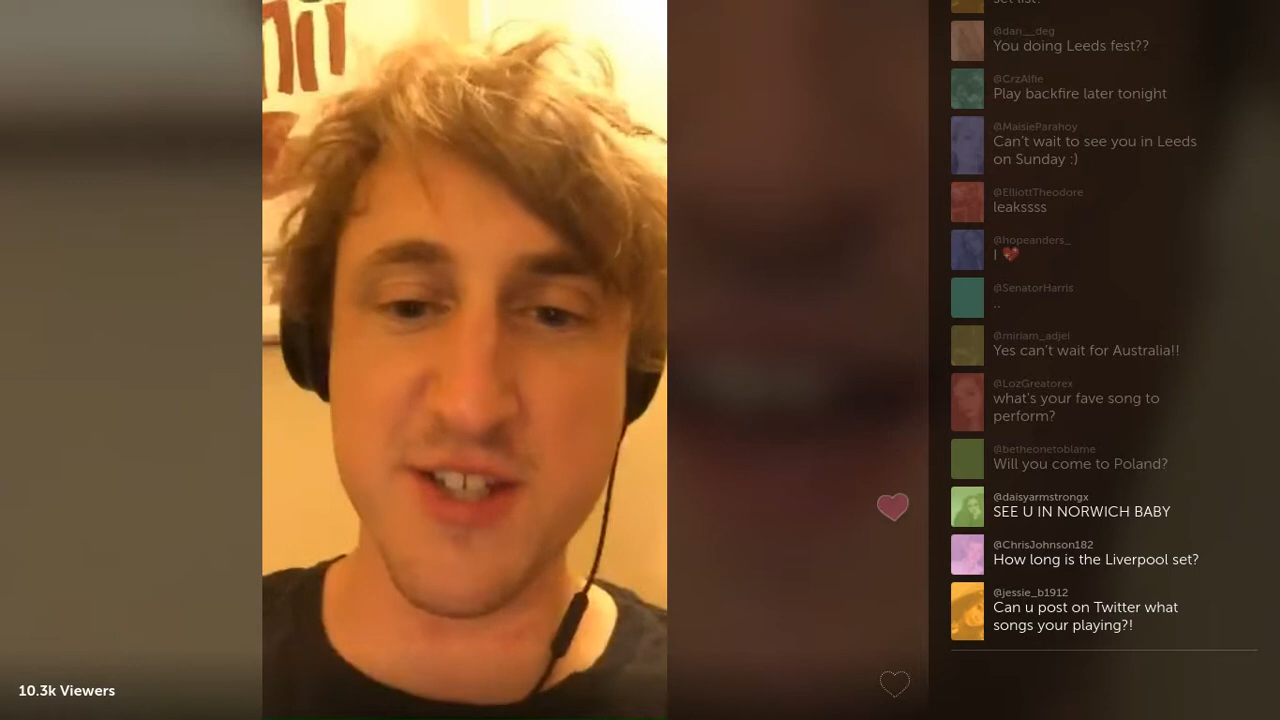 set list?
@dan__deg
You doing Leeds fest??
@CrzAlfie
Play backfire later tonight
@MaisieParahoy
Can't wait to see you in Leeds
on Sunday :)
@ElliottTheodore
leakssss
@hopeanders_
I 💖
@SenatorHarris
..
@miriam_adjei
Yes can't wait for Australia!!
@LozGreatorex
what's your fave song to
perform?
@betheonetoblame
Will you come to Poland?
@daisyarmstrongx
SEE U IN NORWICH BABY
@ChrisJohnson182
How long is the Liverpool set?
@jessie_b1912
Can u post on Twitter what
songs your playing?!
10.3k Viewers